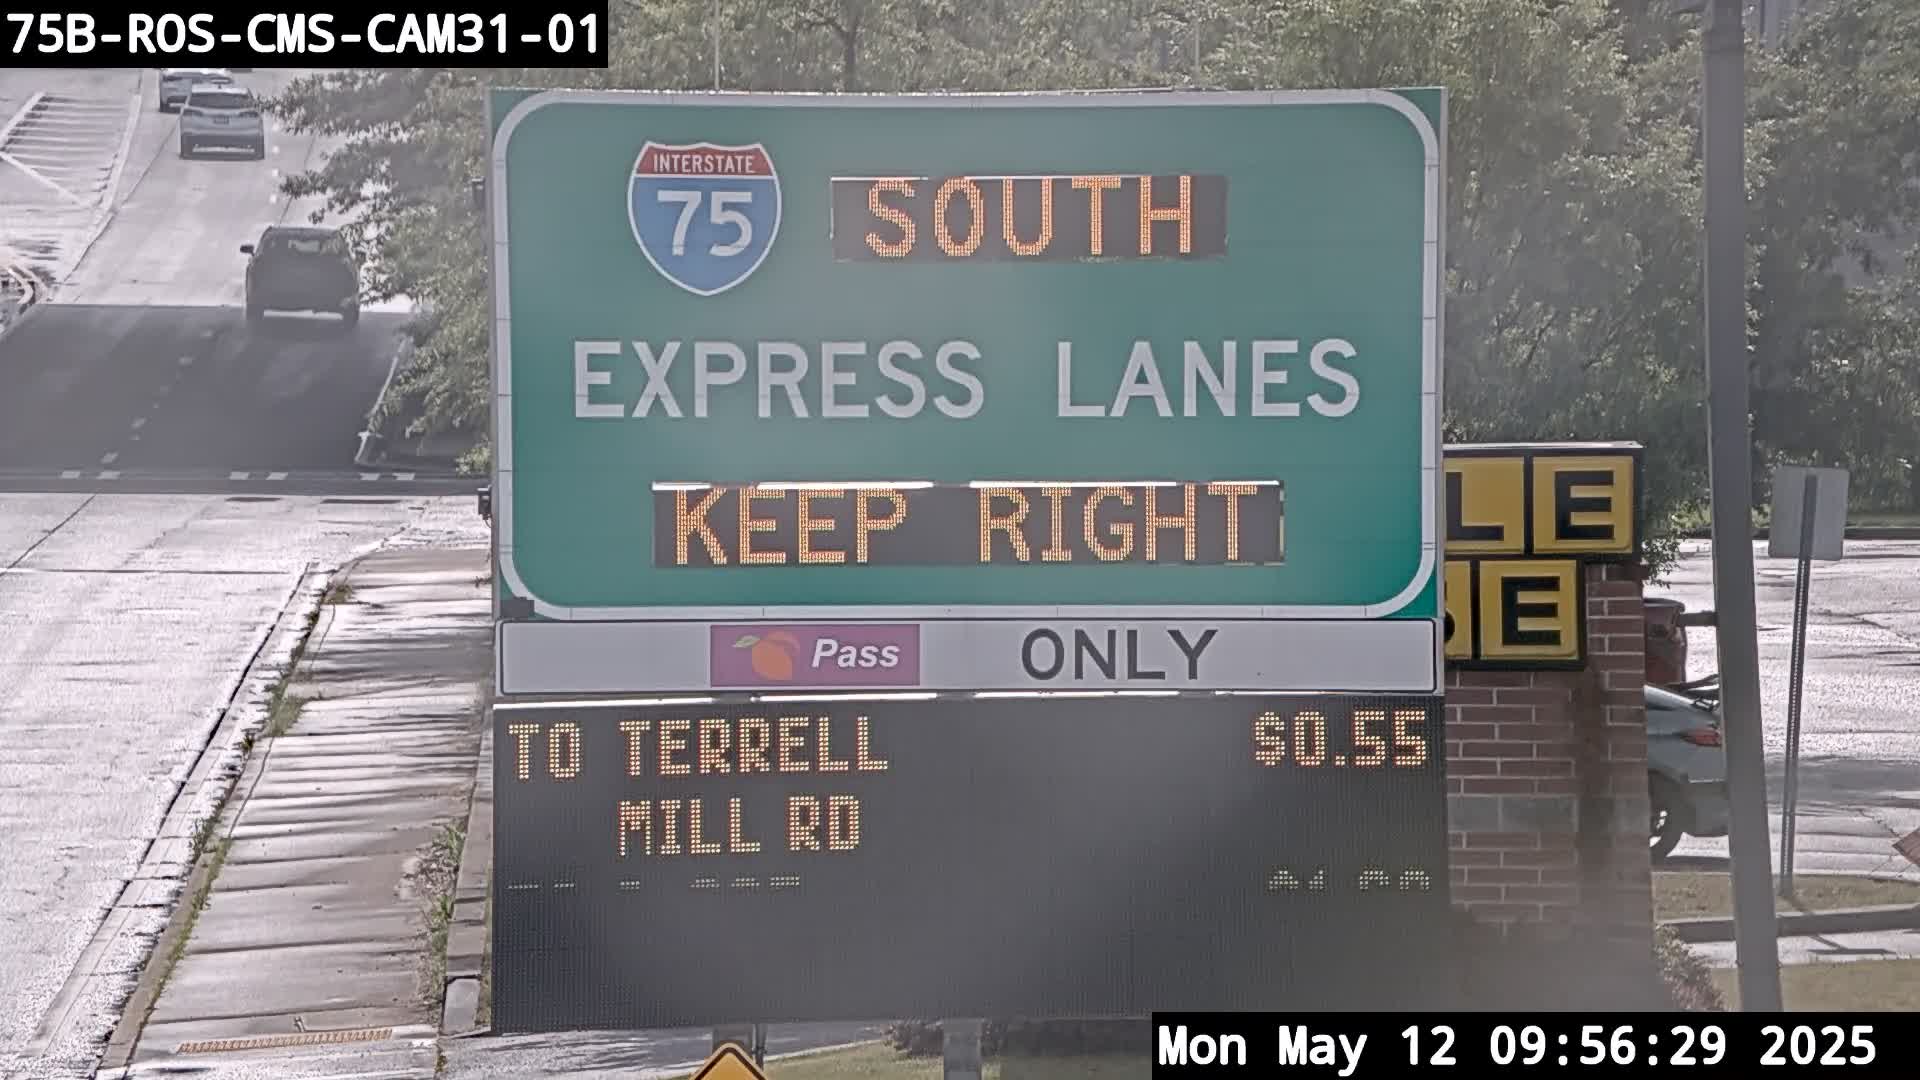 75B-ROS-CMS-CAM31-01
INTERSTATE
75
SOUTH
EXPRESS LANES
KEEP RIGHT
Pass ONLY
TO TERRELL $0.55
MILL RD
LE
E
Mon May 12 09:56:29 2025